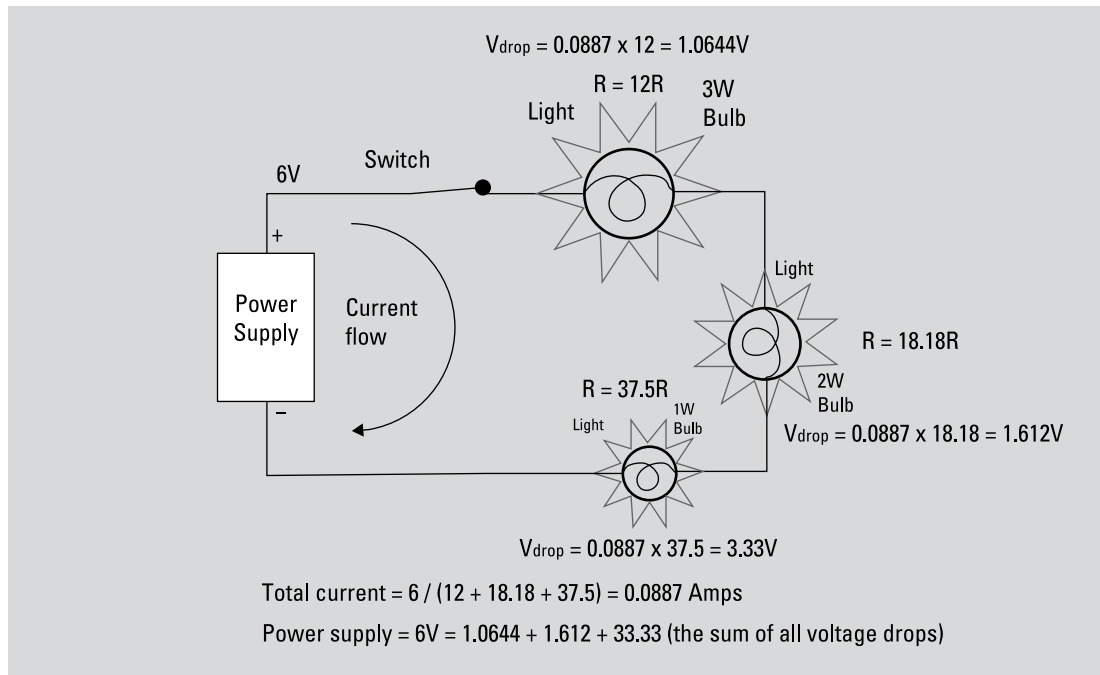 Vdrop = 0.0887 x 12 = 1.0644V
R = 12R
3W
Bulb
Light
Switch
6V
+
Power
Supply
Current
flow
−
Light
R = 18.18R
2W
Bulb
Vdrop = 0.0887 x 18.18 = 1.612V
R = 37.5R
1W
Bulb
Light
Vdrop = 0.0887 x 37.5 = 3.33V
Total current = 6 / (12 + 18.18 + 37.5) = 0.0887 Amps
Power supply = 6V = 1.0644 + 1.612 + 33.33 (the sum of all voltage drops)